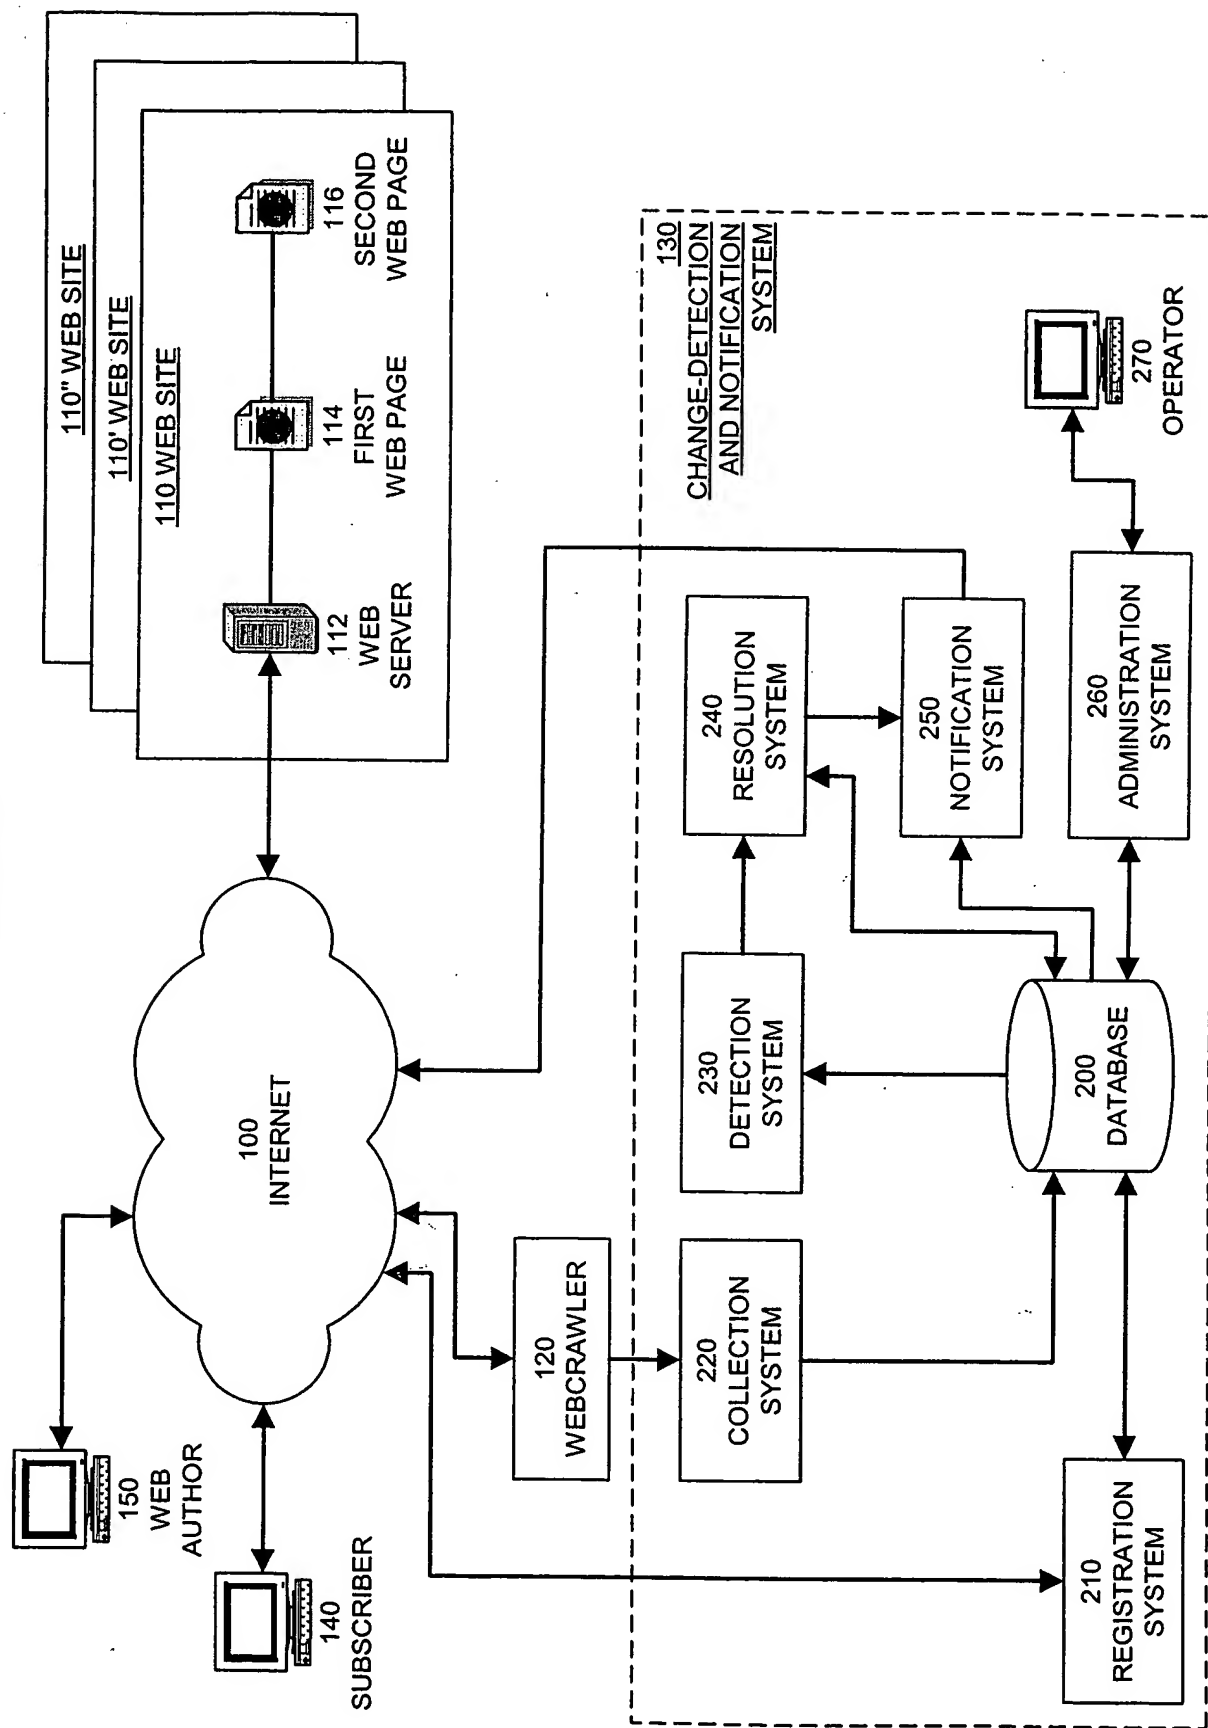 150
WEB
AUTHOR
140
SUBSCRIBER
100
INTERNET
110" WEB SITE
110' WEB SITE
110 WEB SITE
112
WEB
SERVER
114
FIRST
WEB PAGE
116
SECOND
WEB PAGE
120
WEBCRAWLER
130
CHANGE-DETECTION
AND NOTIFICATION
SYSTEM
220
COLLECTION
SYSTEM
230
DETECTION
SYSTEM
240
RESOLUTION
SYSTEM
250
NOTIFICATION
SYSTEM
210
REGISTRATION
SYSTEM
200
DATABASE
260
ADMINISTRATION
SYSTEM
270
OPERATOR